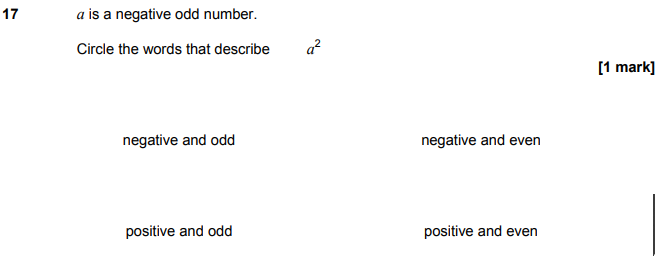 17 a is a negative odd number.
Circle the words that describe a²
[1 mark]
negative and odd negative and even
positive and odd positive and even